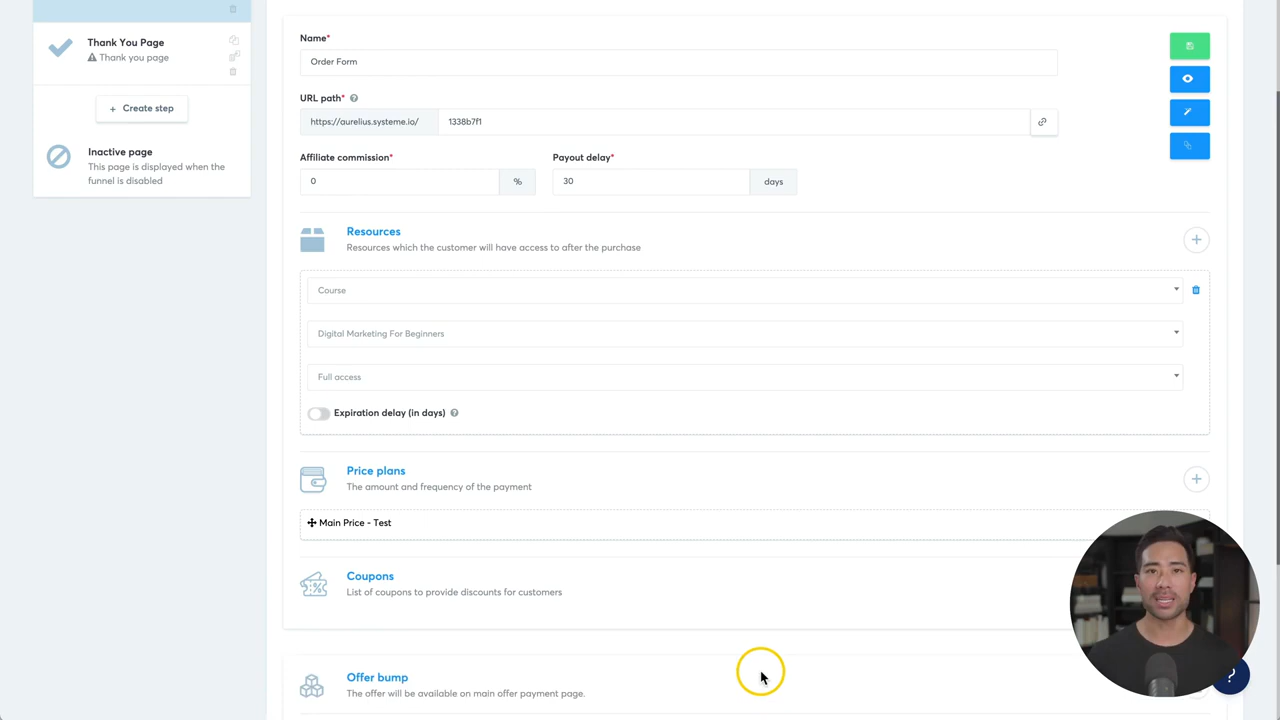 Thank You Page
Thank you page
+ Create step
Inactive page
This page is displayed when the
funnel is disabled
Name*
Order Form
URL path* ?
https://aurelius.systeme.io/ 1338b7f1
Affiliate commission* Payout delay*
0 % 30 days
Resources
Resources which the customer will have access to after the purchase
Course
Digital Marketing For Beginners
Full access
Expiration delay (in days) ?
Price plans
The amount and frequency of the payment
Main Price - Test
Coupons
List of coupons to provide discounts for customers
Offer bump
The offer will be available on main offer payment page.
?